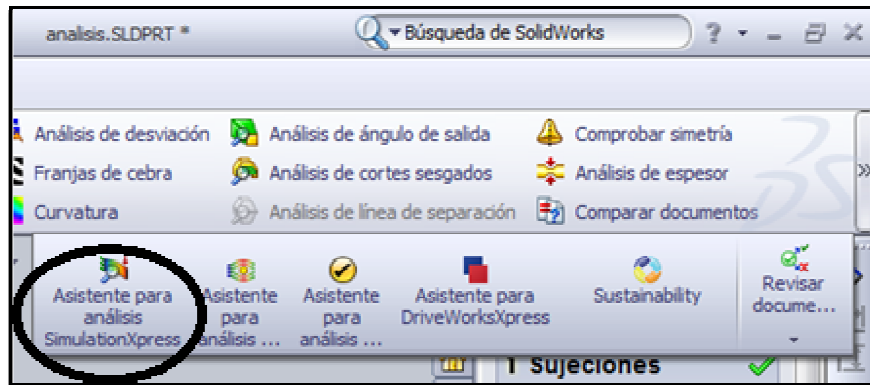 analisis.SLDPRT *
Búsqueda de SolidWorks
?
Análisis de desviación
Análisis de ángulo de salida
Comprobar simetría
Franjas de cebra
Análisis de cortes sesgados
Análisis de espesor
Curvatura
Análisis de línea de separación
Comparar documentos
Asistente para
análisis
SimulationXpress
Asistente
para
análisis ...
Asistente
para
análisis ...
Asistente para
DriveWorksXpress
Sustainability
Revisar
docume...
1 Sujeciones